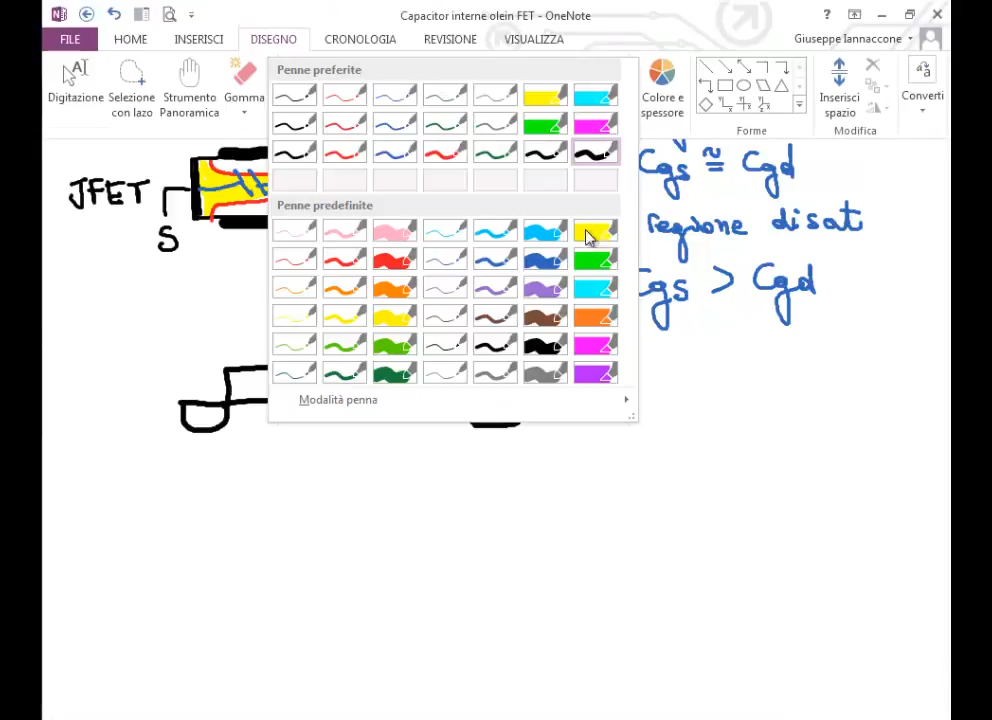 Capacitor interne olein FET - OneNote
?
FILE HOME INSERISCI DISEGNO CRONOLOGIA REVISIONE VISUALIZZA
Giuseppe Iannaccone
Digitazione
Selezione con lazo
Strumento Panoramica
Gomma
Penne preferite
Penne predefinite
Modalità penna
Colore e spessore
Forme
Inserisci spazio
Modifica
Converti
JFET
S
Cgs ≅ Cgd
regione di sati
Cgs > Cgd